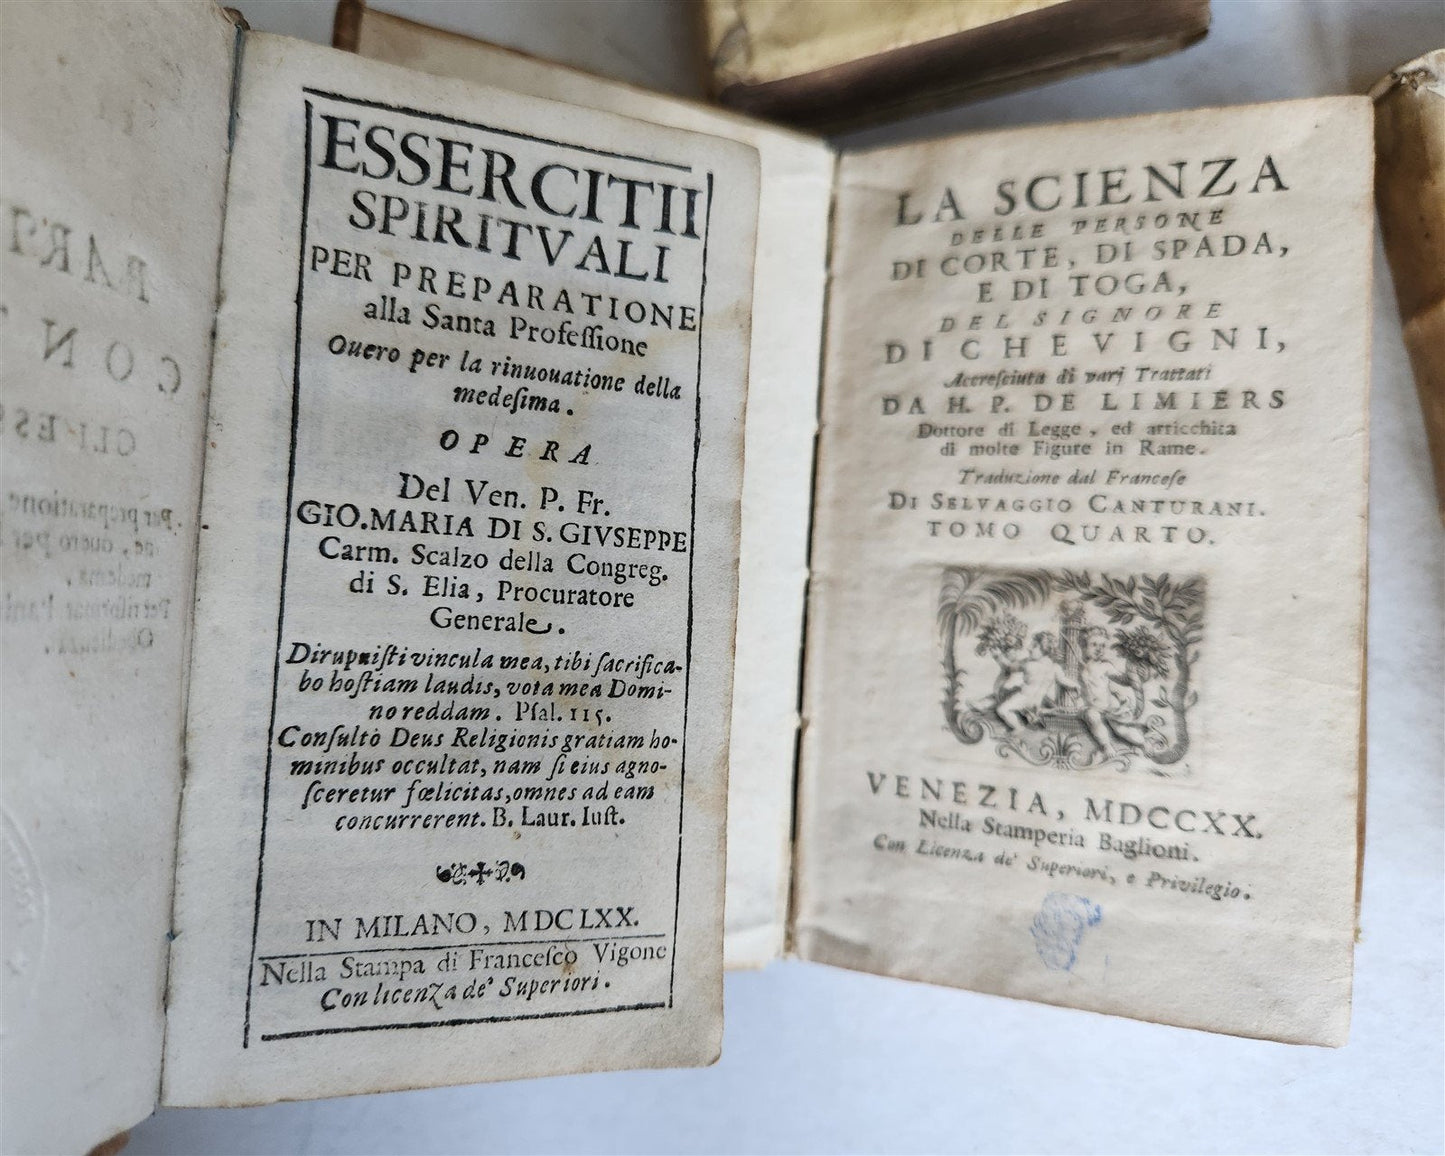 ESSERCITII
SPIRITVALI
PER PREPARATIONE
alla Santa Profeſſione
Ouero per la rinuouatione della
medeſima.
OPERA
Del Ven. P. Fr.
GIO. MARIA DI S. GIVSEPPE
Carm. Scalzo della Congreg.
di S. Elia, Procuratore
Generale.
Dirupuiſti vincula mea, tibi ſacrifica-
bo hoſtiam laudis, vota mea Domi-
no reddam. Pſal. 115.
Conſultò Deus Religionis gratiam ho-
minibus occultat, nam ſi eius agno-
ſceretur fœlicitas, omnes ad eam
concurrerent. B. Laur. Iuſt.
IN MILANO, MDCLXX.
Nella Stampa di Franceſco Vigone
Con licenza de' Superiori.
LA SCIENZA
DELLE PERSONE
DI CORTE, DI SPADA,
E DI TOGA,
DEL SIGNORE
DI CHEVIGNI,
Accreſciuta di varj Trattati
DA H. P. DE LIMIERS
Dottore di Legge, ed arricchita
di molte Figure in Rame.
Traduzione dal Franceſe
DI SELVAGGIO CANTURANI.
TOMO QUARTO.
VENEZIA, MDCCXX.
Nella Stamperia Baglioni.
Con Licenza de' Superiori, e Privilegio.